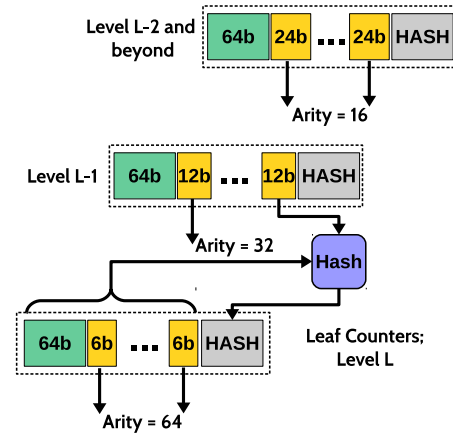 Level L-2 and
beyond
64b 24b ... 24b HASH
Arity = 16
Level L-1
64b 12b ... 12b HASH
Arity = 32
Hash
64b 6b ... 6b HASH
Leaf Counters;
Level L
Arity = 64